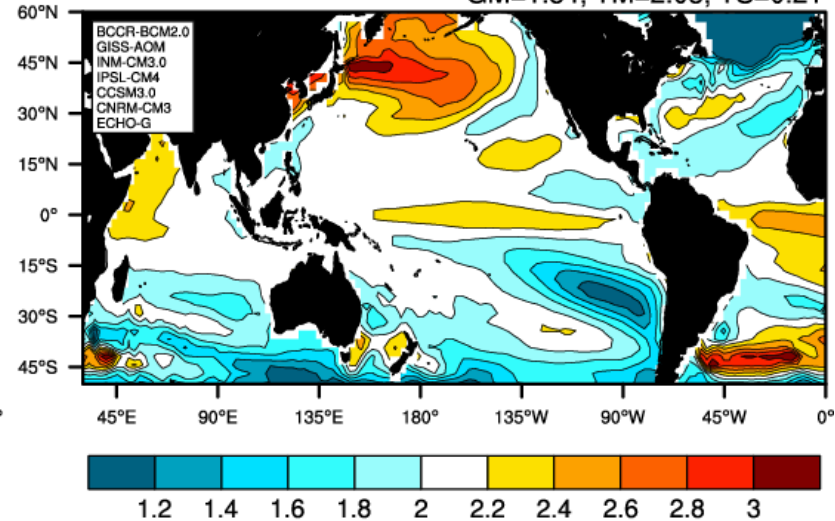 60°N
45°N
30°N
15°N
0°
15°S
30°S
45°S
BCCR-BCM2.0
GISS-AOM
INM-CM3.0
IPSL-CM4
CCSM3.0
CNRM-CM3
ECHO-G
45°E 90°E 135°E 180° 135°W 90°W 45°W 0°
1.2 1.4 1.6 1.8 2 2.2 2.4 2.6 2.8 3